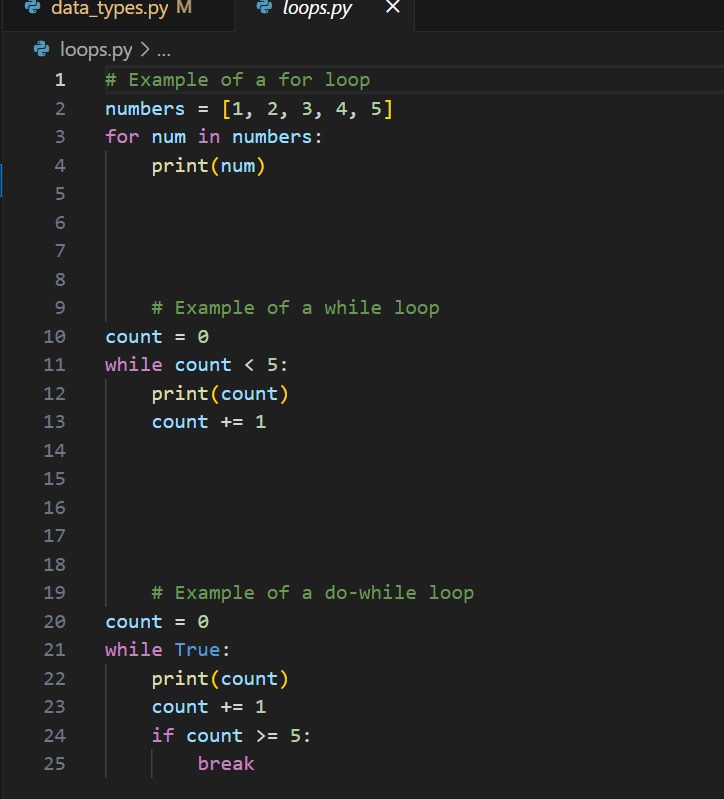 data_types.py M loops.py ×
loops.py > ...
1 # Example of a for loop
2 numbers = [1, 2, 3, 4, 5]
3 for num in numbers:
4     print(num)
5
6
7
8
9     # Example of a while loop
10 count = 0
11 while count < 5:
12     print(count)
13     count += 1
14
15
16
17
18
19     # Example of a do-while loop
20 count = 0
21 while True:
22     print(count)
23     count += 1
24     if count >= 5:
25         break